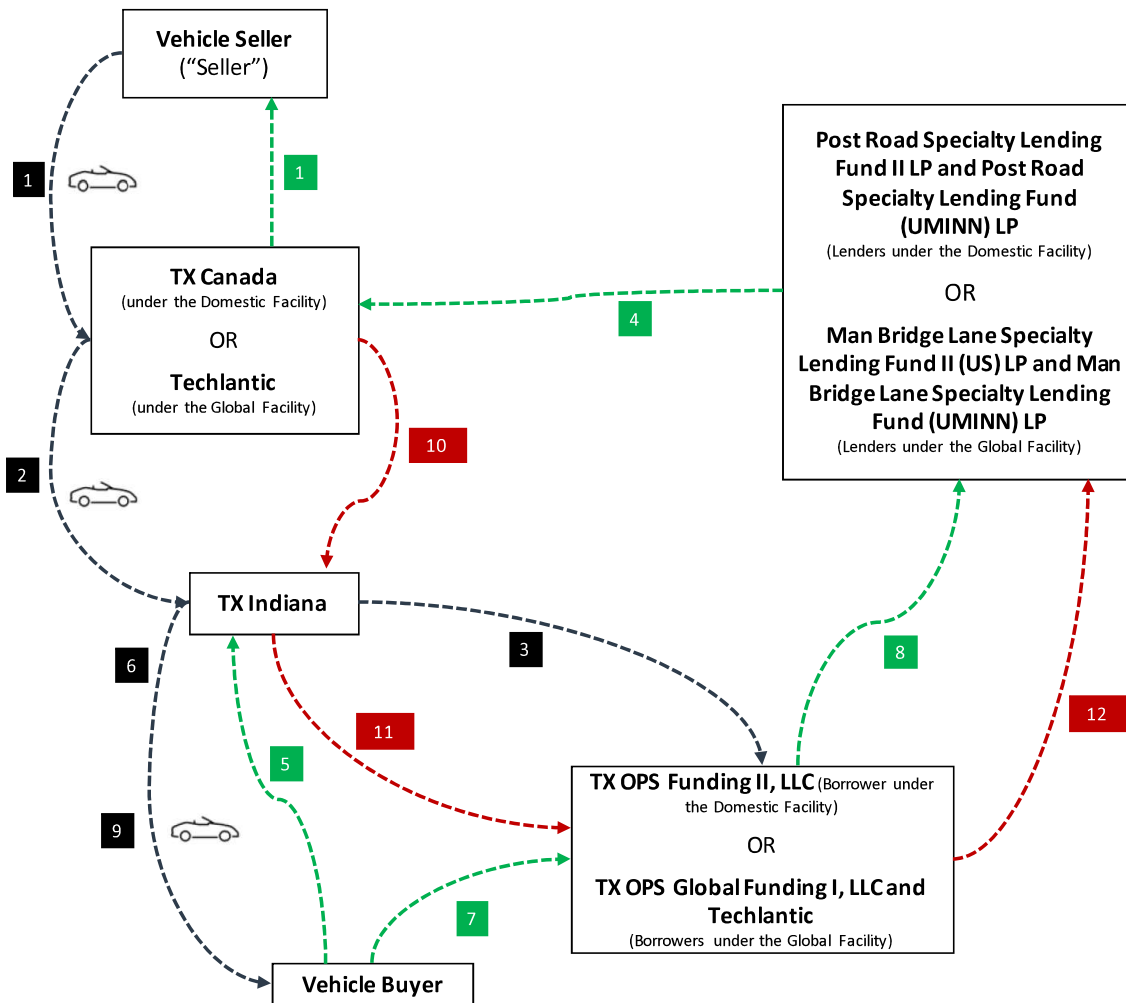 Vehicle Seller
(“Seller”)
1
1
TX Canada
(under the Domestic Facility)
OR
Techlantic
(under the Global Facility)
Post Road Specialty Lending
Fund II LP and Post Road
Specialty Lending Fund
(UMINN) LP
(Lenders under the Domestic Facility)
OR
Man Bridge Lane Specialty
Lending Fund II (US) LP and Man
Bridge Lane Specialty Lending
Fund (UMINN) LP
(Lenders under the Global Facility)
4
10
2
TX Indiana
6
3
8
12
11
5
9
7
TX OPS Funding II, LLC (Borrower under
the Domestic Facility)
OR
TX OPS Global Funding I, LLC and
Techlantic
(Borrowers under the Global Facility)
Vehicle Buyer